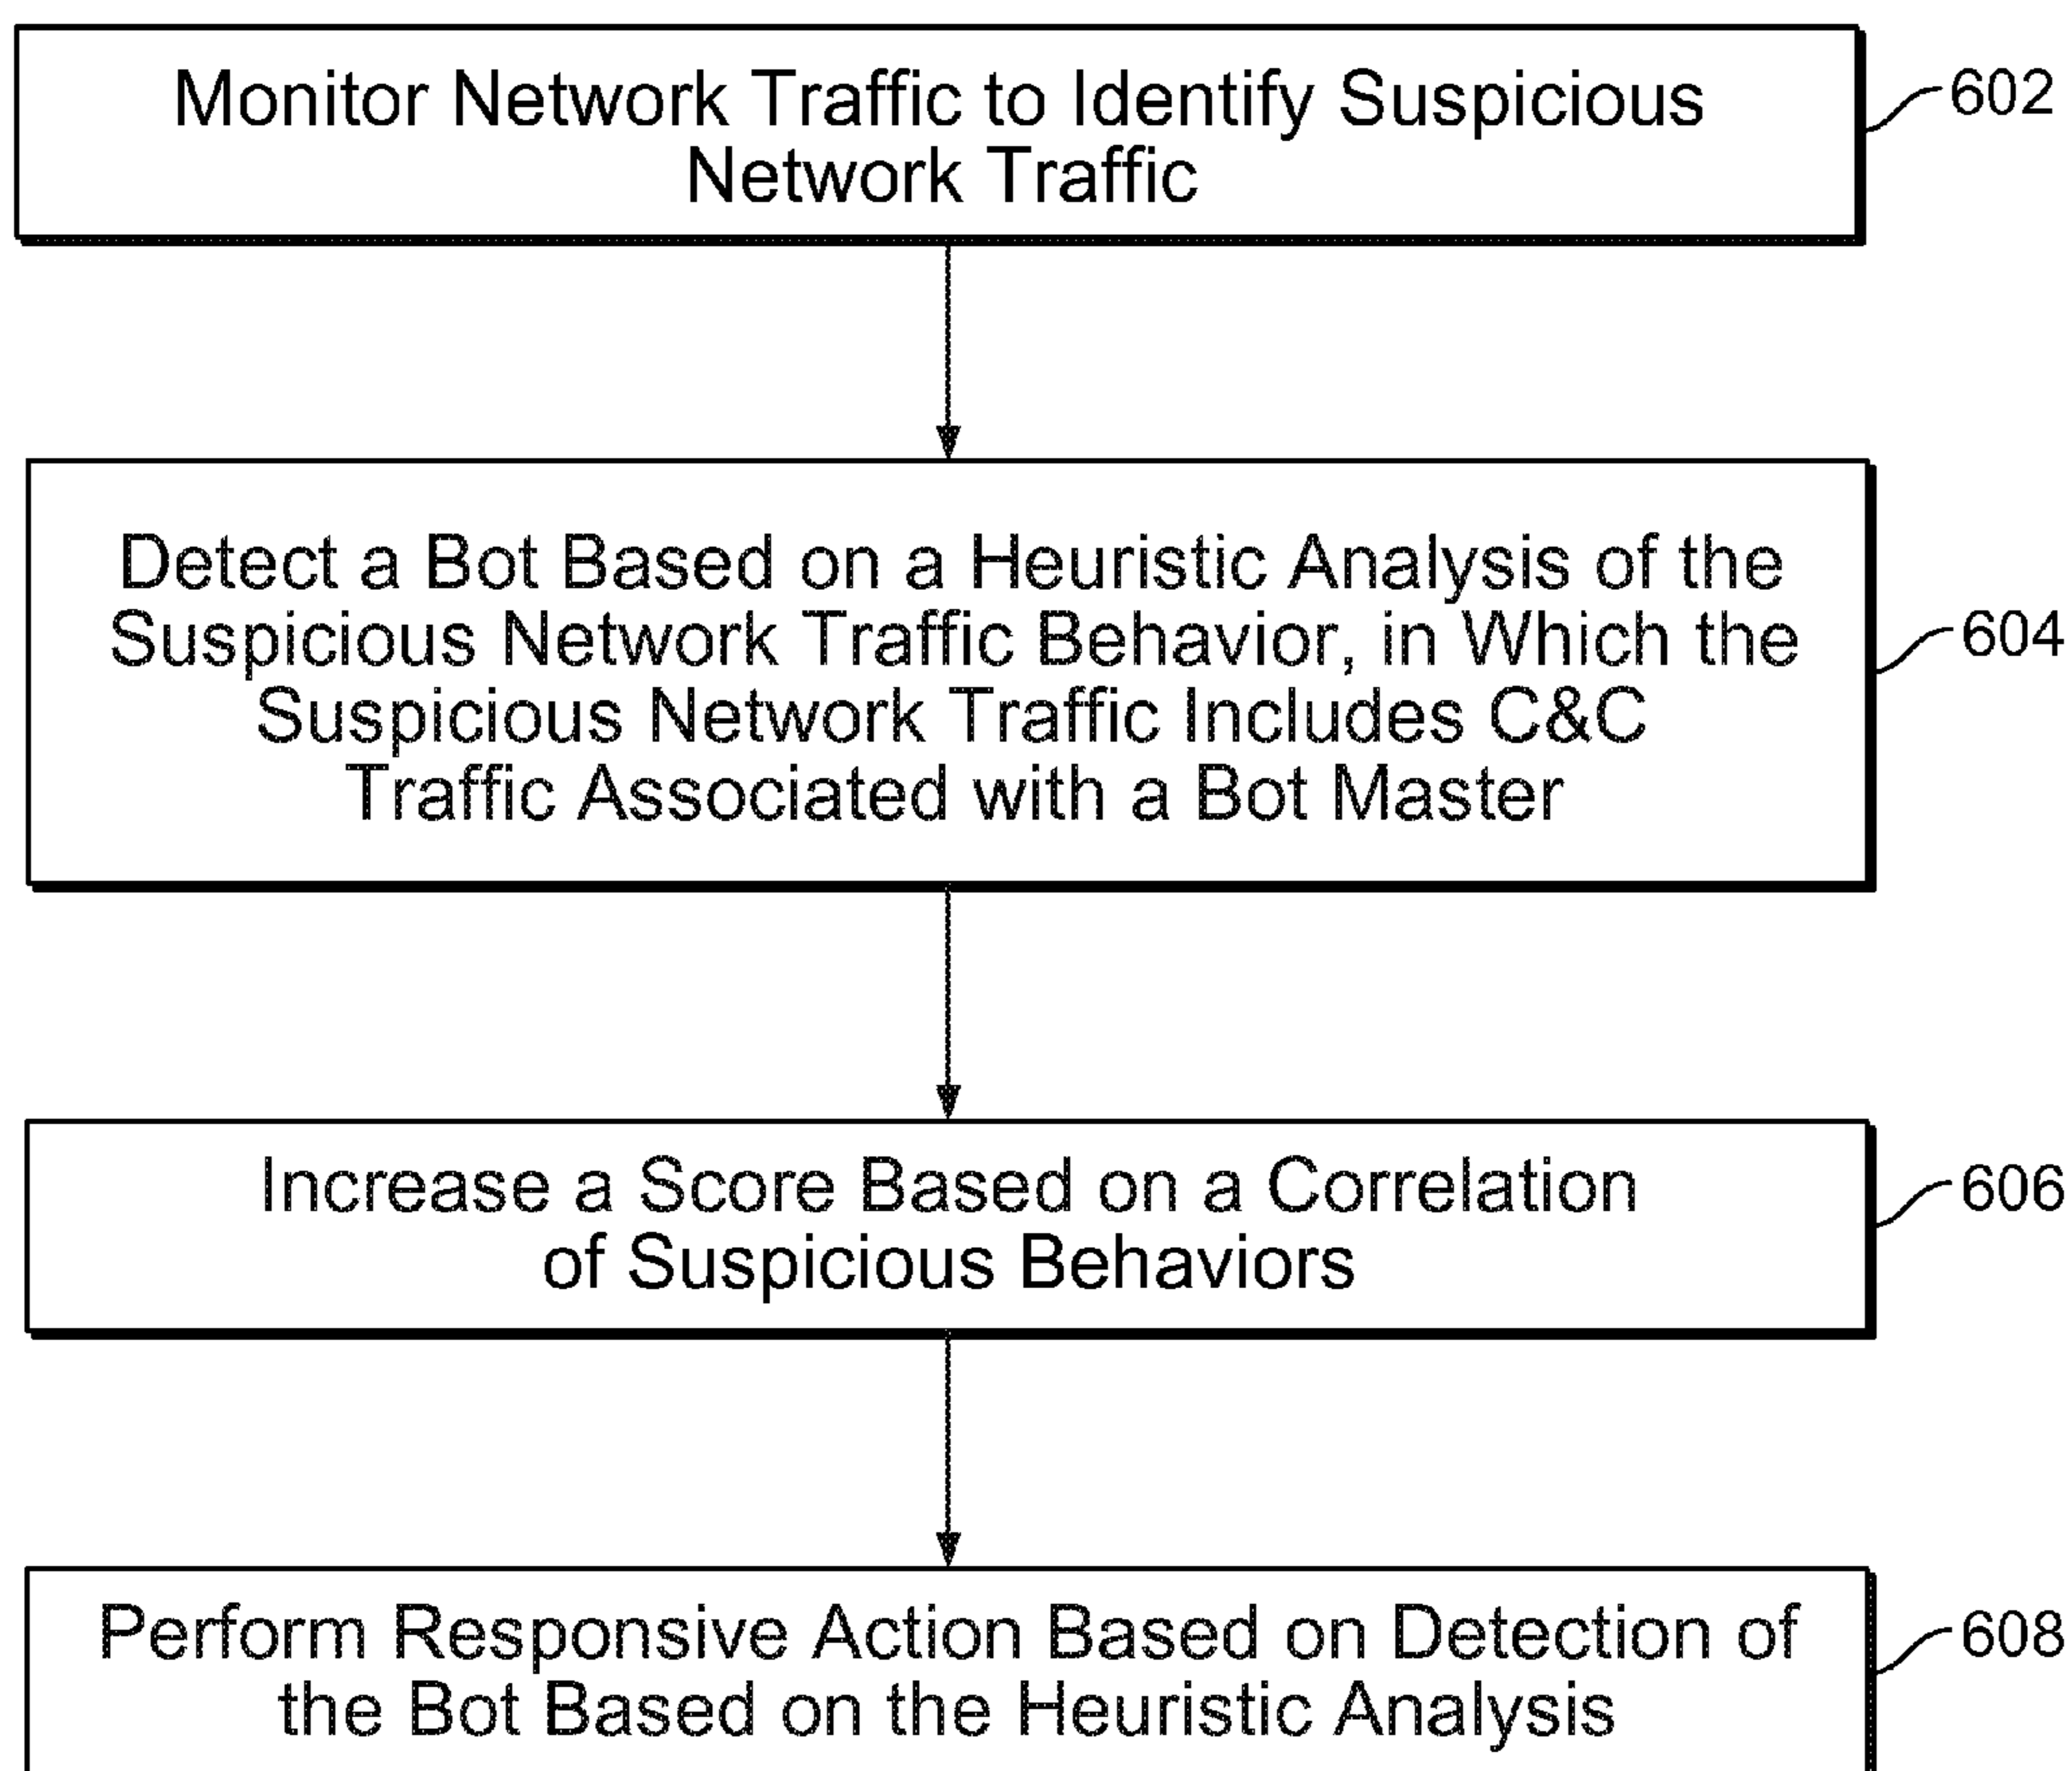 Monitor Network Traffic to Identify Suspicious
Network Traffic
602
Detect a Bot Based on a Heuristic Analysis of the
Suspicious Network Traffic Behavior, in Which the
Suspicious Network Traffic Includes C&C
Traffic Associated with a Bot Master
604
Increase a Score Based on a Correlation
of Suspicious Behaviors
606
Perform Responsive Action Based on Detection of
the Bot Based on the Heuristic Analysis
608